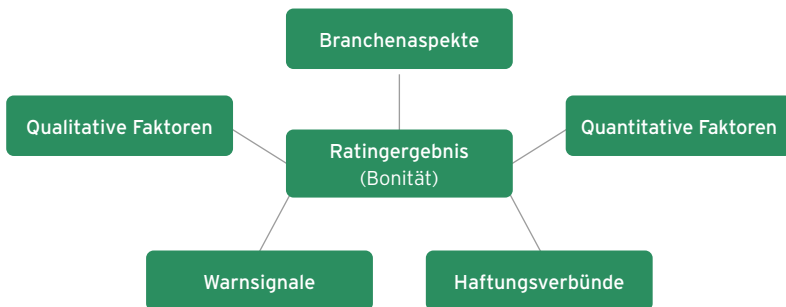 Branchenaspekte
Qualitative Faktoren
Quantitative Faktoren
Ratingergebnis
(Bonität)
Warnsignale
Haftungsverbünde